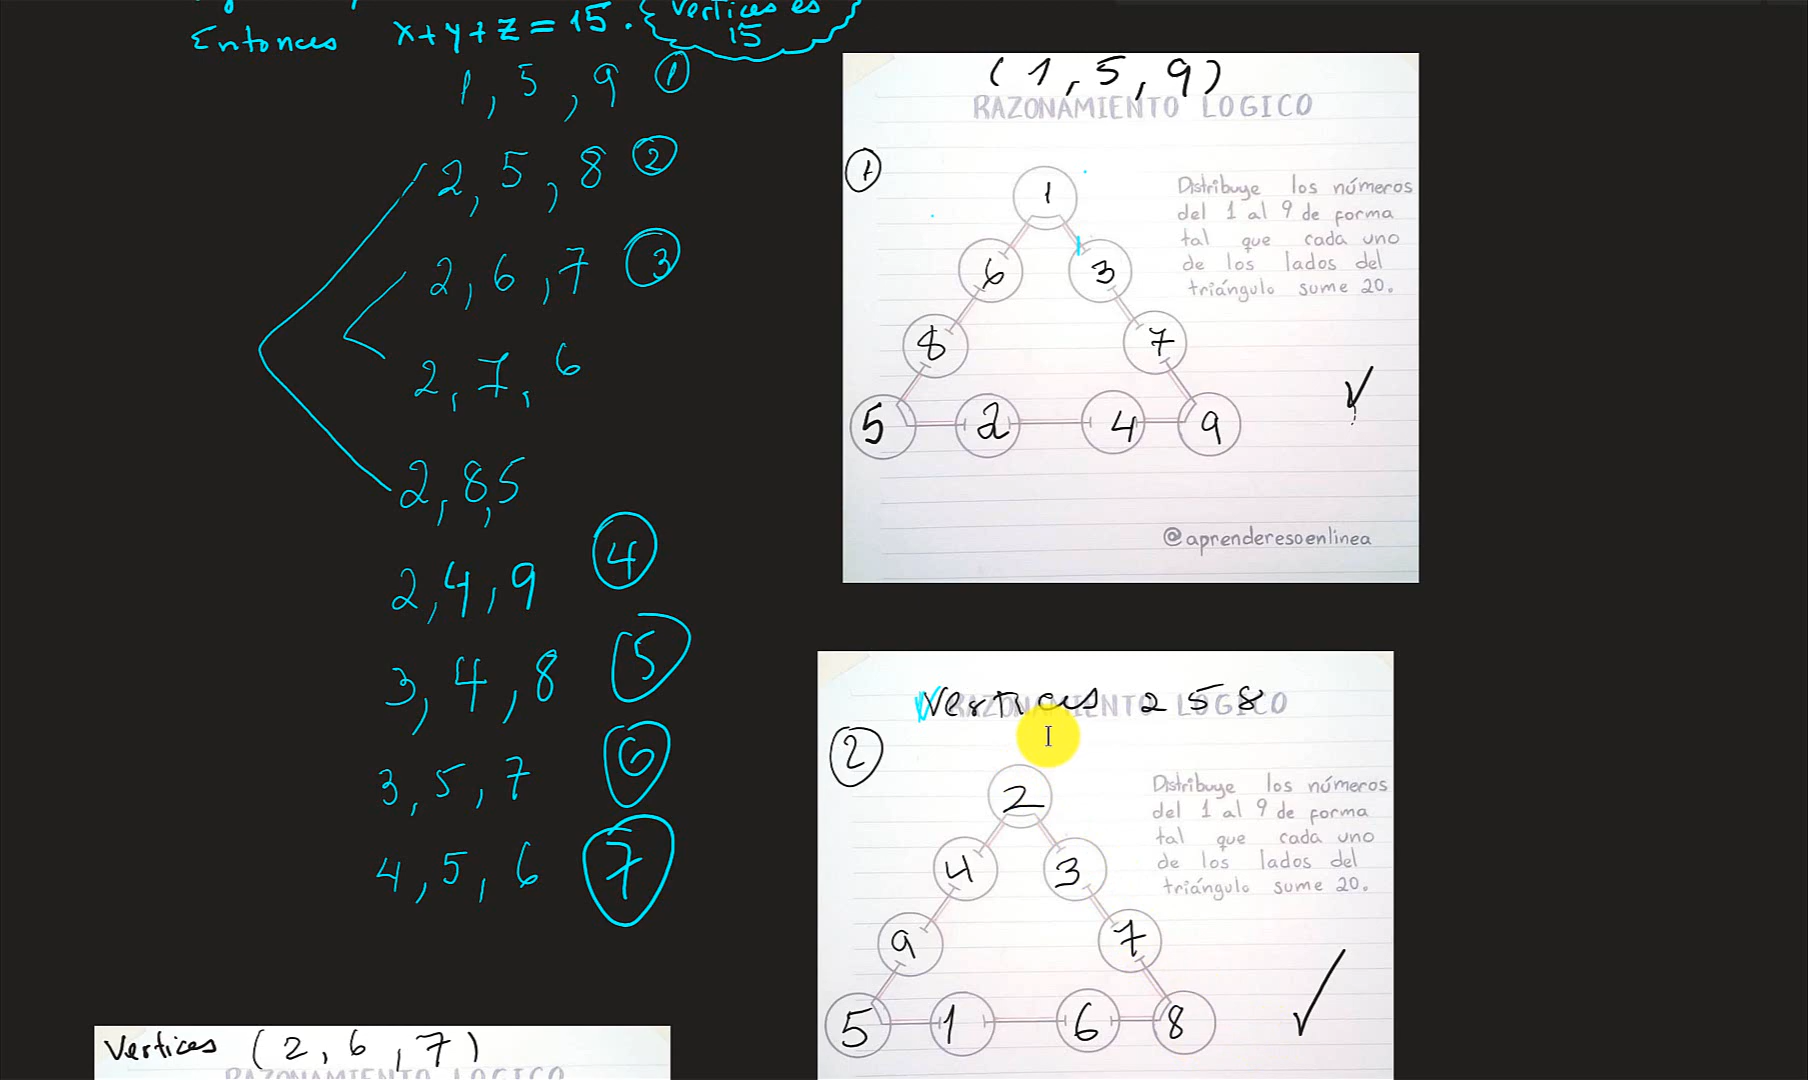 vertices es
Entonces x+y+z=15. 15
1, 5, 9 ①
2, 5, 8 ②
2, 6, 7 ③
2, 7, 6
2, 8, 5
2, 4, 9 ④
3, 4, 8 ⑤
3, 5, 7 ⑥
4, 5, 6 ⑦
(1, 5, 9)
RAZONAMIENTO LOGICO
①
Distribuye los números
del 1 al 9 de forma
tal que cada uno
de los lados del
triángulo sume 20.
1
6 3
8 7
5 2 4 9
@aprenderesoenlinea
Vertices 2 5 8
RAZONAMIENTO LOGICO
②
Distribuye los números
del 1 al 9 de forma
tal que cada uno
de los lados del
triángulo sume 20.
2
4 3
9 7
5 1 6 8
Vertices (2, 6, 7)
RAZONAMIENTO LOGICO